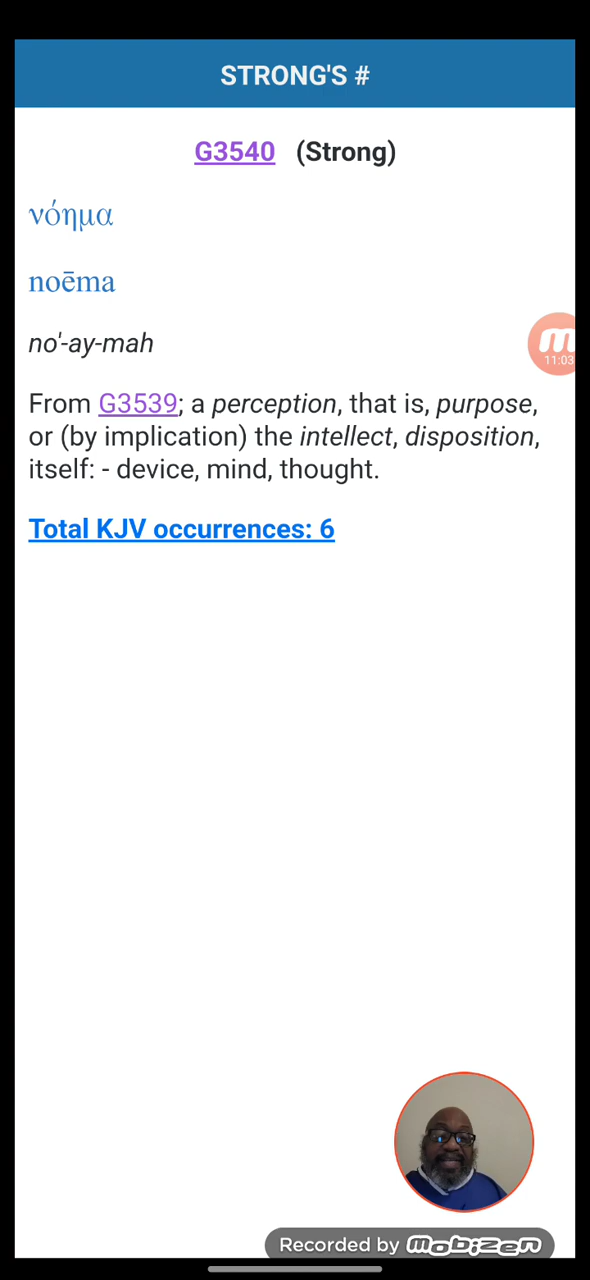 STRONG'S #
G3540 (Strong)
νόημα
noēma
no'-ay-mah
11:03
From G3539; a perception, that is, purpose,
or (by implication) the intellect, disposition,
itself: - device, mind, thought.
Total KJV occurrences: 6
Recorded by mobizen